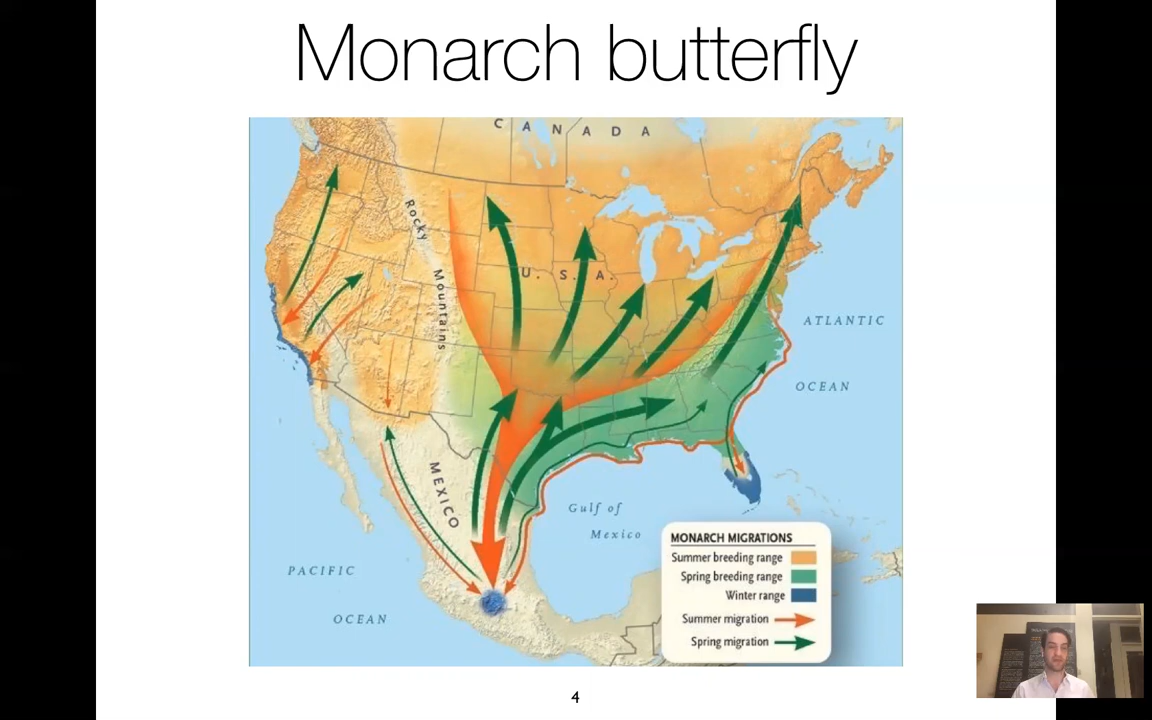 Monarch butterfly
CANADA
Rocky
Mountains
U.S.A.
ATLANTIC
OCEAN
MEXICO
Gulf of
Mexico
PACIFIC
OCEAN
MONARCH MIGRATIONS
Summer breeding range
Spring breeding range
Winter range
Summer migration
Spring migration
4